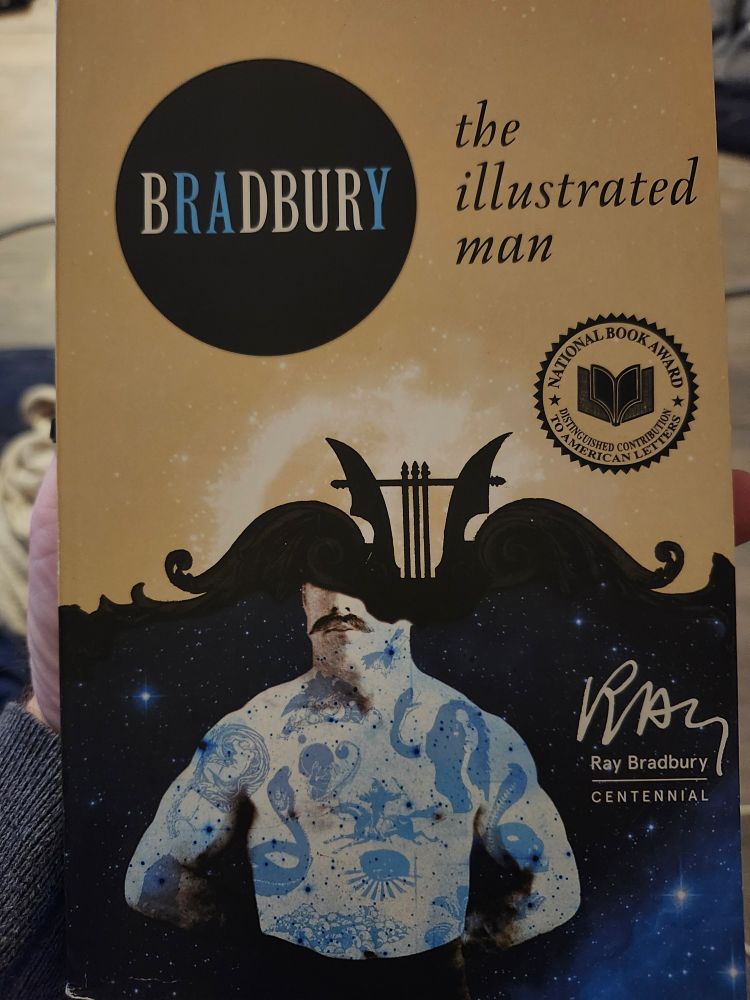 BRADBURY
the
illustrated
man
NATIONAL BOOK AWARD
DISTINGUISHED CONTRIBUTION
TO AMERICAN LETTERS
RAy
Ray Bradbury
CENTENNIAL